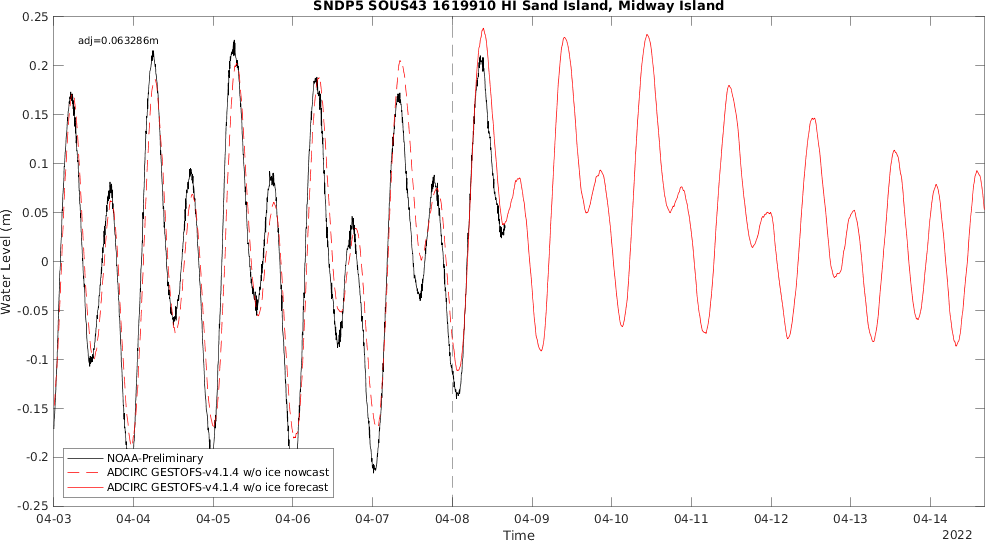 SNDP5 SOUS43 1619910 HI Sand Island, Midway Island
adj=0.063286m
Water Level (m)
0.25
0.2
0.15
0.1
0.05
0
-0.05
-0.1
-0.15
-0.2
-0.25
NOAA-Preliminary
ADCIRC GESTOFS-v4.1.4 w/o ice nowcast
ADCIRC GESTOFS-v4.1.4 w/o ice forecast
04-03 04-04 04-05 04-06 04-07 04-08 04-09 04-10 04-11 04-12 04-13 04-14
Time
2022